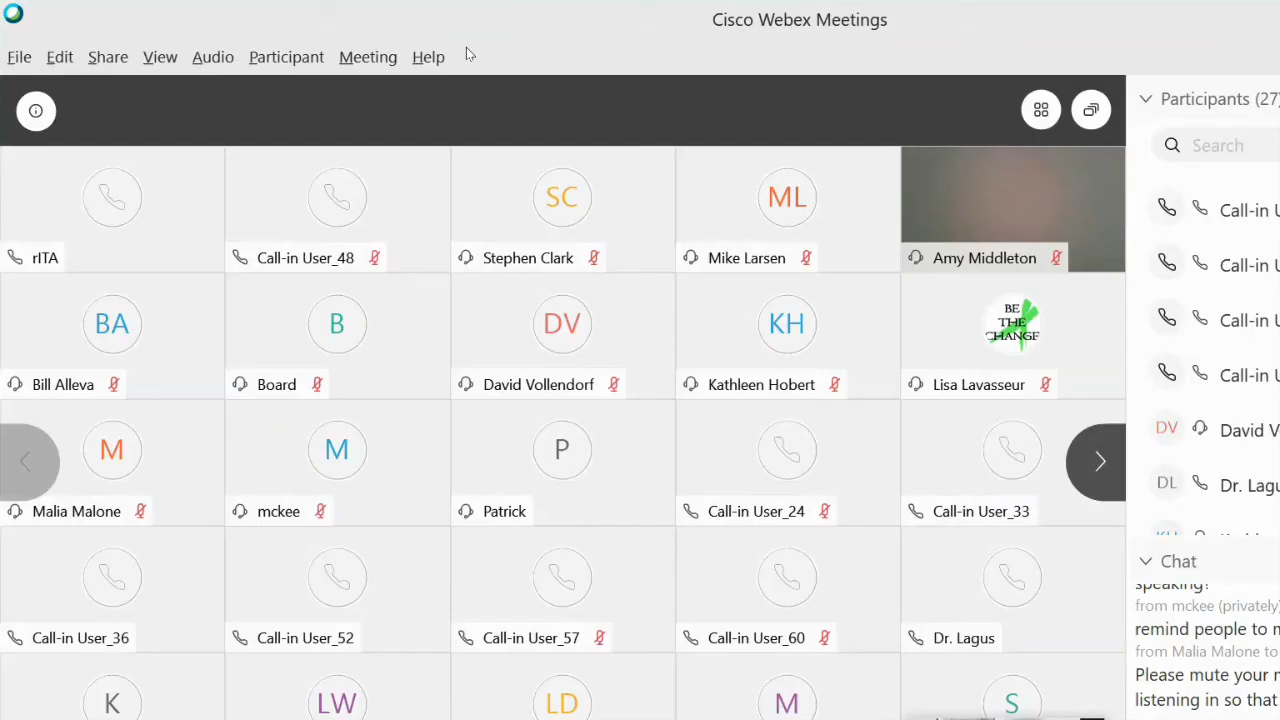 Cisco Webex Meetings
File Edit Share View Audio Participant Meeting Help
Participants (27
Search
SC ML
rITA Call-in User_48 Stephen Clark Mike Larsen Amy Middleton
Call-in U
Call-in U
Call-in U
Call-in U
BA B DV KH BE THE CHANGE
Bill Alleva Board David Vollendorf Kathleen Hobert Lisa Lavasseur
DV David V
M M P
DL Dr. Lagu
Malia Malone mckee Patrick Call-in User_24 Call-in User_33
Chat
speaking?
from mckee (privately)
remind people to m
from Malia Malone to
Please mute your m
listening in so that
Call-in User_36 Call-in User_52 Call-in User_57 Call-in User_60 Dr. Lagus
K LW LD M S